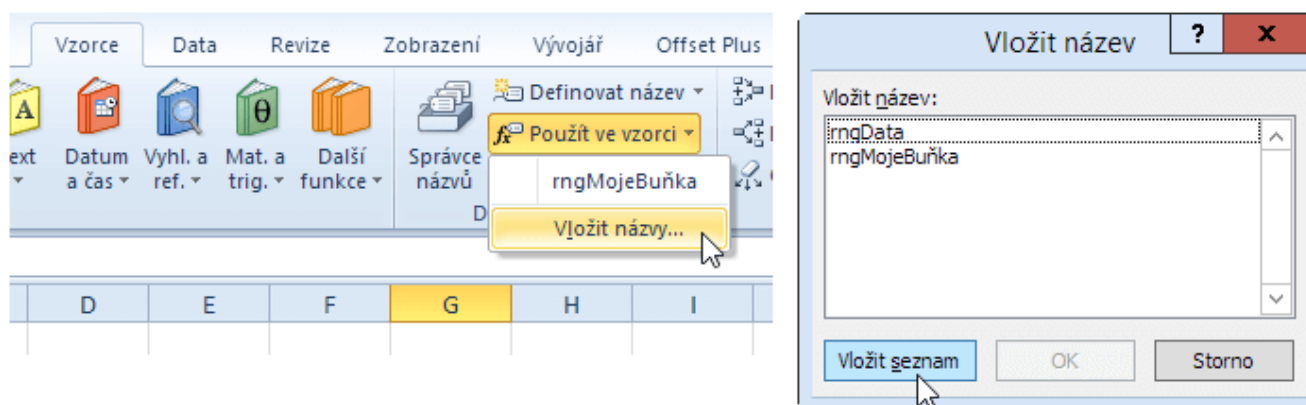 Vzorce Data Revize Zobrazení Vývojář Offset Plus
Definovat název
Použít ve vzorci
Datum a čas
Vyhl. a ref.
Mat. a trig.
Další funkce
Správce názvů
rngMojeBuňka
Vložit názvy...
D E F G H I
Vložit název
? x
Vložit název:
rngData
rngMojeBuňka
Vložit seznam OK Storno